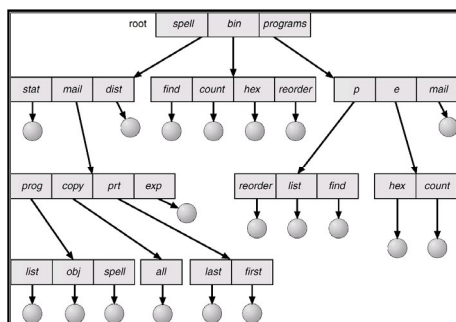 root spell bin programs
stat mail dist find count hex reorder p e mail
prog copy prt exp reorder list find hex count
list obj spell all last first